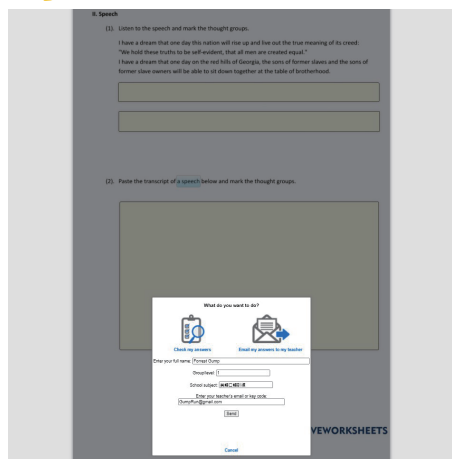 II. Speech
(1). Listen to the speech and mark the thought groups.
I have a dream that one day this nation will rise up and live out the true meaning of its creed:
"We hold these truths to be self-evident, that all men are created equal."
I have a dream that one day on the red hills of Georgia, the sons of former slaves and the sons of
former slave owners will be able to sit down together at the table of brotherhood.
(2). Paste the transcript of a speech below and mark the thought groups.
What do you want to do?
Check my answers
Email my answers to my teacher
Enter your full name: Forrest Gump
Group/level: 1
School subject:
Enter your teacher's email or key code:
GumpRun@gmail.com
Send
VEWORKSHEETS
Cancel